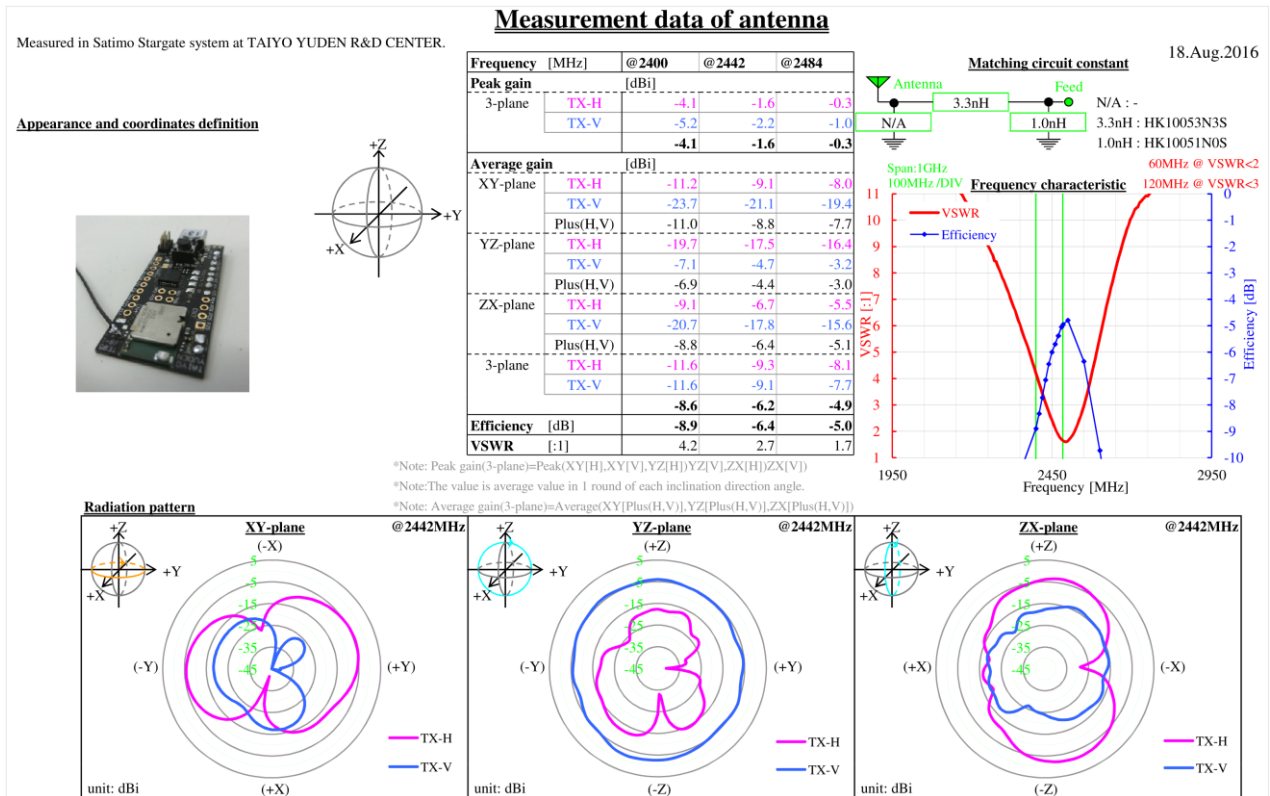 Measurement data of antenna
Measured in Satimo Stargate system at TAIYO YUDEN R&D CENTER.
18.Aug.2016
Appearance and coordinates definition
+Z
+Y
+X
Frequency [MHz] @2400 @2442 @2484
Peak gain [dBi]
3-plane TX-H -4.1 -1.6 -0.3
TX-V -5.2 -2.2 -1.0
-4.1 -1.6 -0.3
Average gain [dBi]
XY-plane TX-H -11.2 -9.1 -8.0
TX-V -23.7 -21.1 -19.4
Plus(H,V) -11.0 -8.8 -7.7
YZ-plane TX-H -19.7 -17.5 -16.4
TX-V -7.1 -4.7 -3.2
Plus(H,V) -6.9 -4.4 -3.0
ZX-plane TX-H -9.1 -6.7 -5.5
TX-V -20.7 -17.8 -15.6
Plus(H,V) -8.8 -6.4 -5.1
3-plane TX-H -11.6 -9.3 -8.1
TX-V -11.6 -9.1 -7.7
-8.6 -6.2 -4.9
Efficiency [dB] -8.9 -6.4 -5.0
VSWR [:1] 4.2 2.7 1.7
*Note: Peak gain(3-plane)=Peak(XY[H],XY[V],YZ[H])YZ[V],ZX[H])ZX[V])
*Note:The value is average value in 1 round of each inclination direction angle.
*Note: Average gain(3-plane)=Average(XY[Plus(H,V)],YZ[Plus(H,V)],ZX[Plus(H,V)])
Matching circuit constant
Antenna
Feed
3.3nH
N/A
1.0nH
N/A : -
3.3nH : HK10053N3S
1.0nH : HK10051N0S
Span:1GHz
100MHz /DIV
Frequency characteristic
60MHz @ VSWR<2
120MHz @ VSWR<3
VSWR
Efficiency
VSWR [:1]
11
10
9
8
7
6
5
4
3
2
1
0
-1
-2
-3
-4
-5
-6
-7
-8
-9
-10
Efficiency [dB]
1950
2450
2950
Frequency [MHz]
Radiation pattern
XY-plane
@2442MHz
+Z
+Y
+X
(-X)
(-Y)
(+Y)
(+X)
5
-5
-15
-25
-35
-45
TX-H
TX-V
unit: dBi
YZ-plane
@2442MHz
+Z
+Y
+X
(+Z)
(-Y)
(+Y)
(-Z)
5
-5
-15
-25
-35
-45
TX-H
TX-V
unit: dBi
ZX-plane
@2442MHz
+Z
+Y
+X
(+Z)
(+X)
(-X)
(-Z)
5
-5
-15
-25
-35
-45
TX-H
TX-V
unit: dBi